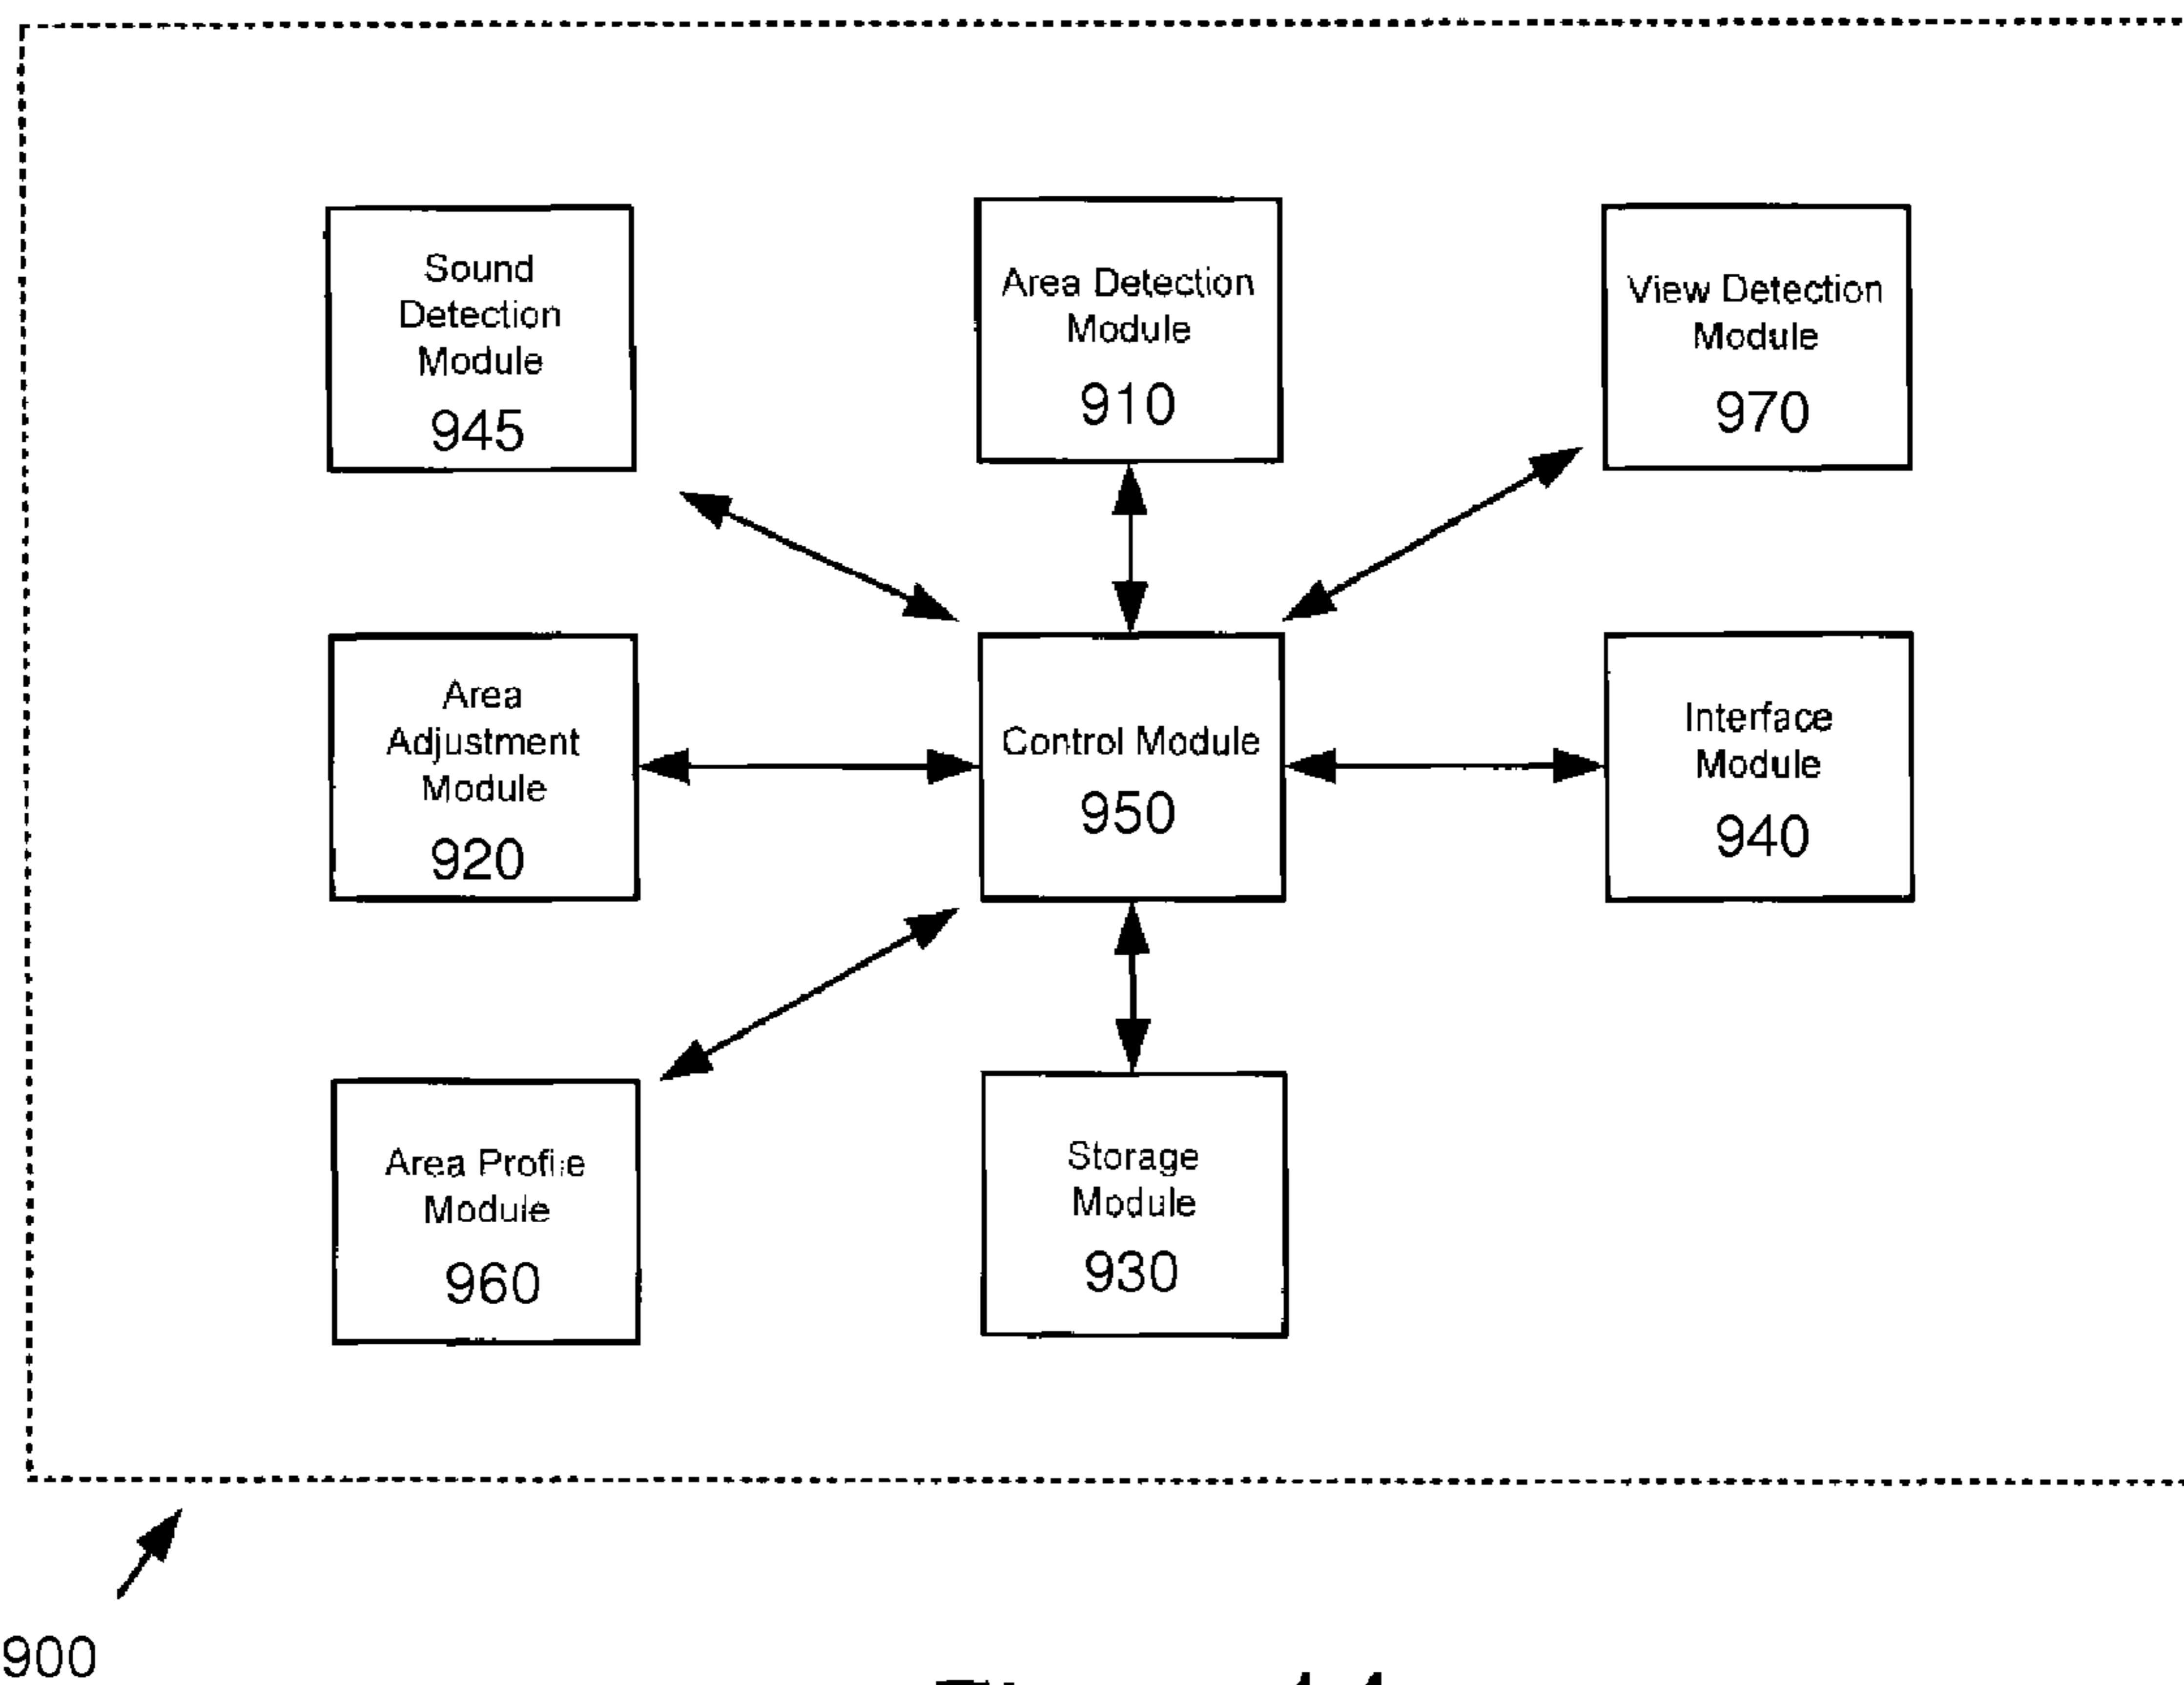 Sound
Detection
Module
945
Area Detection
Module
910
View Detection
Module
970
Area
Adjustment
Module
920
Control Module
950
Interface
Module
940
Area Profile
Module
960
Storage
Module
930
900